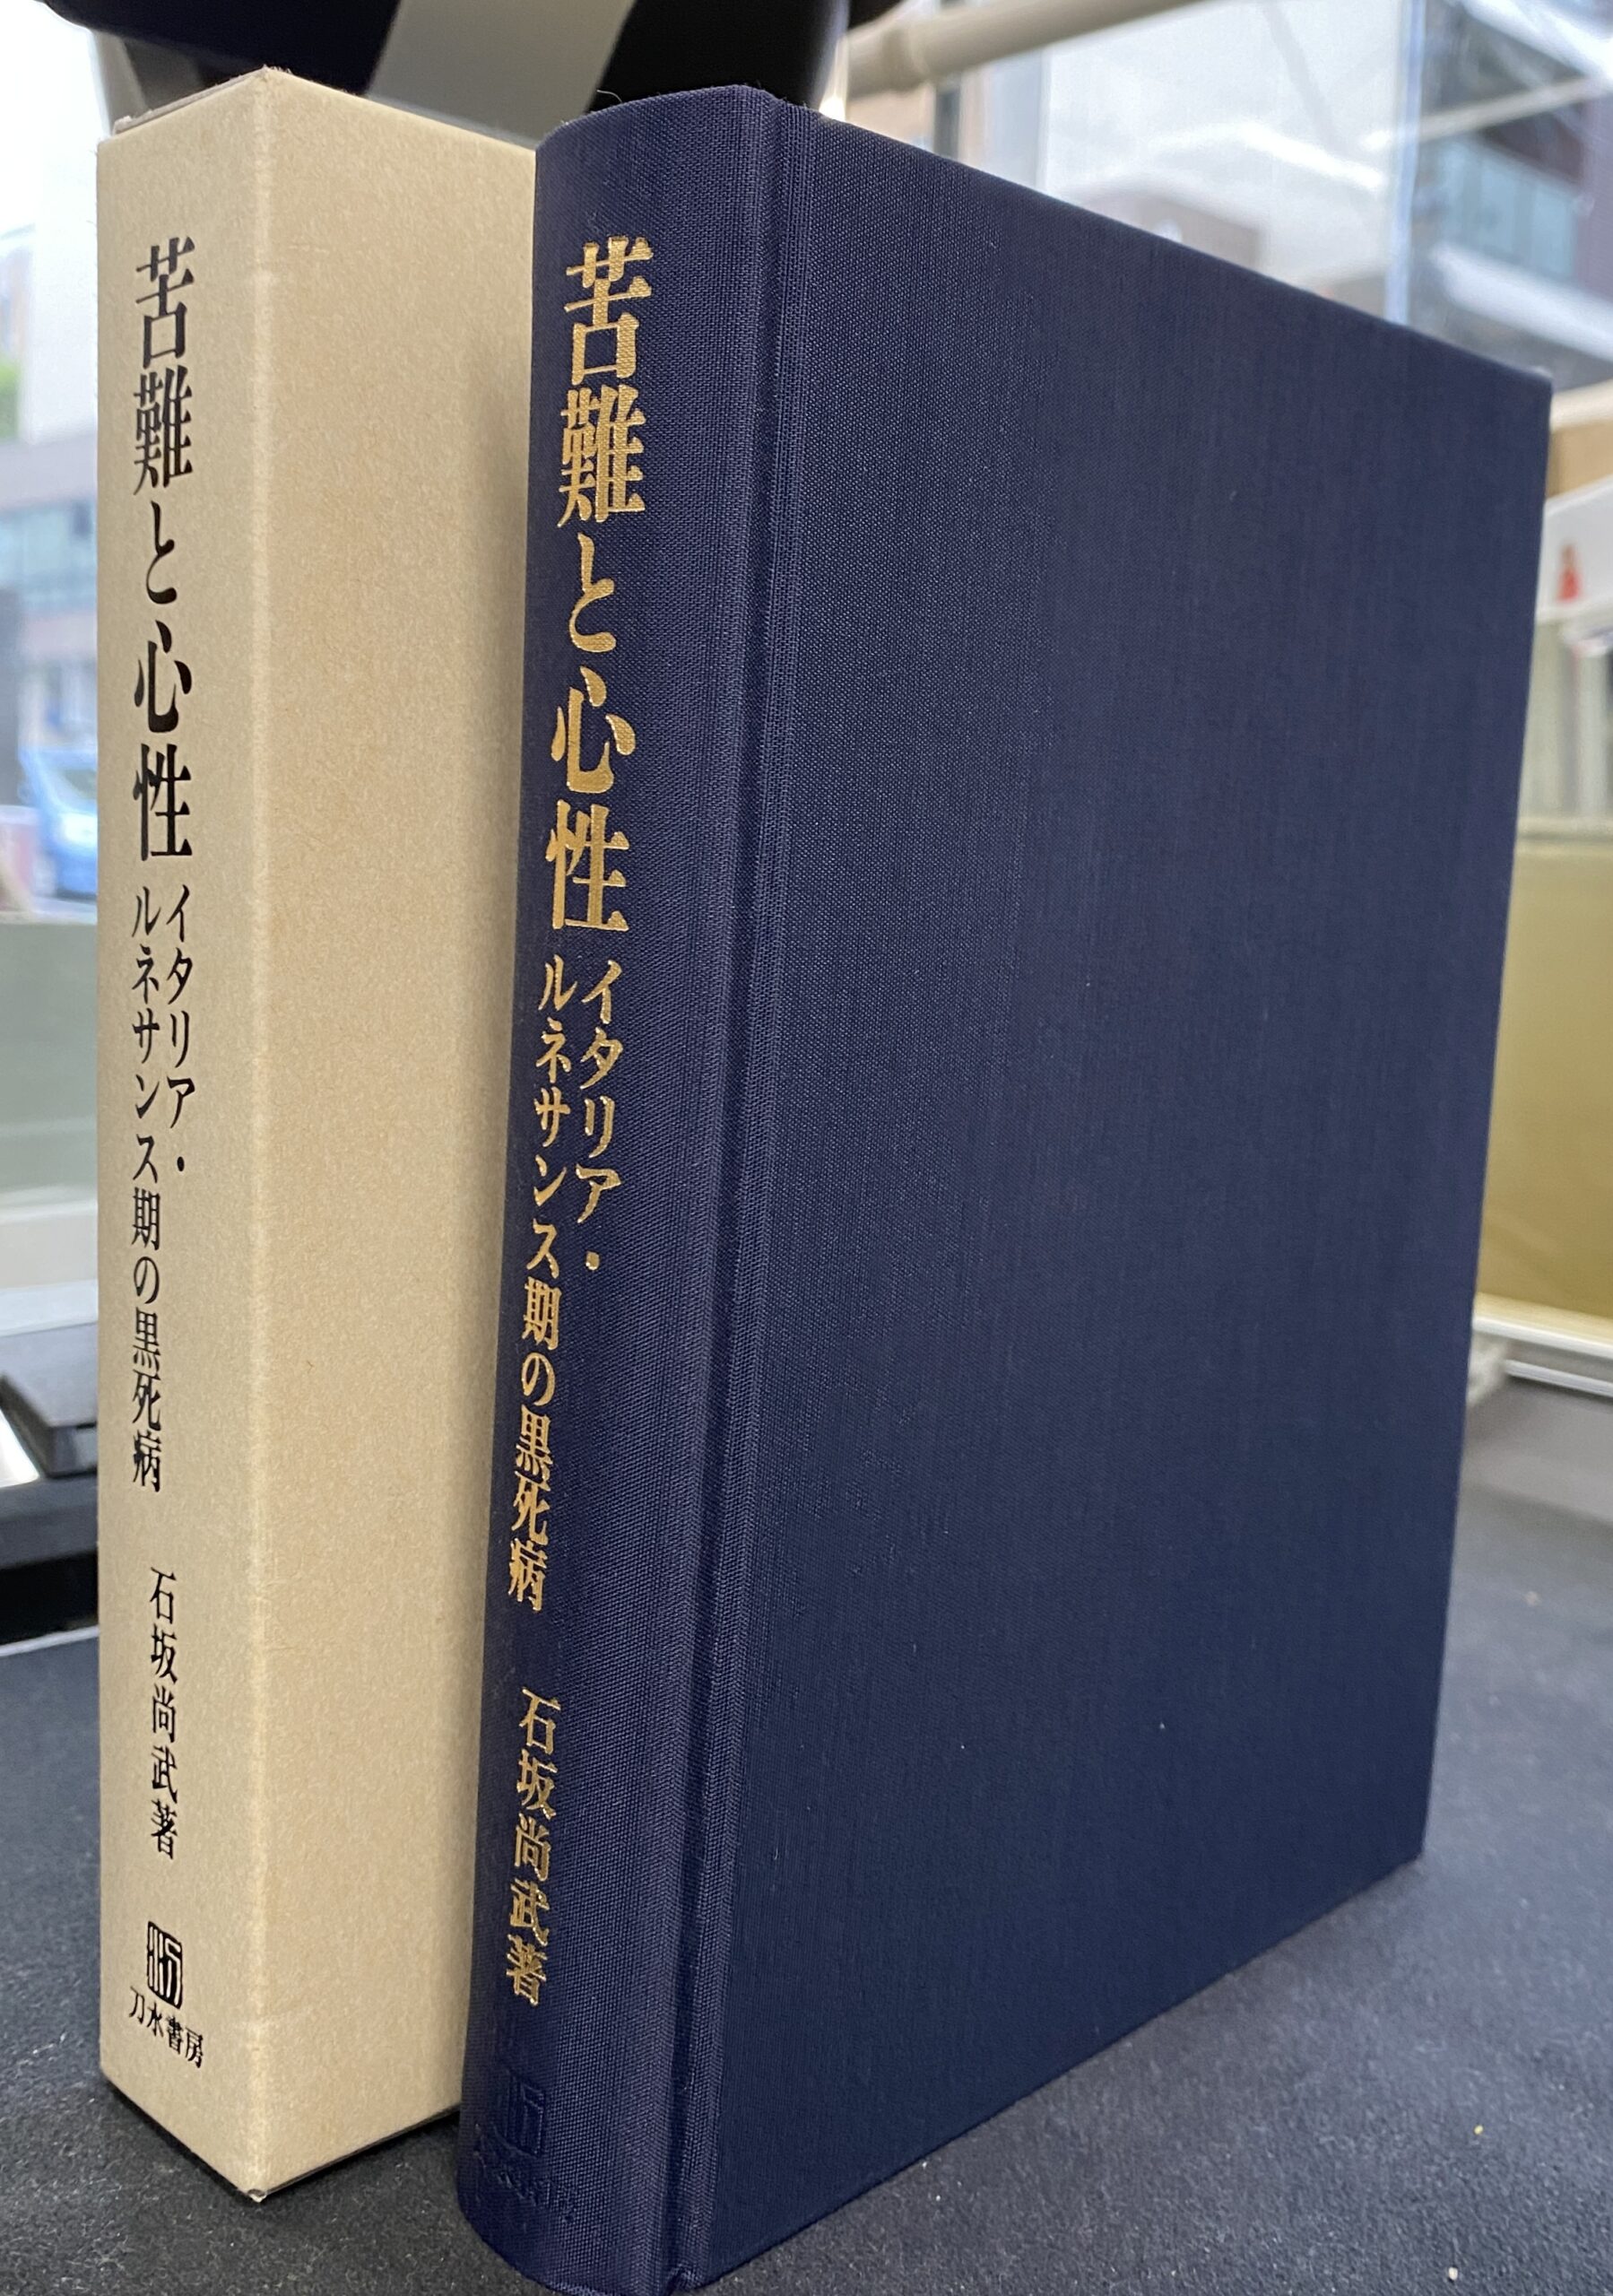 苦難と心性
イタリア・
ルネサンス期の黒死病
石坂尚武著
刀水書房
苦難と心性
イタリア・
ルネサンス期の黒死病
石坂尚武著